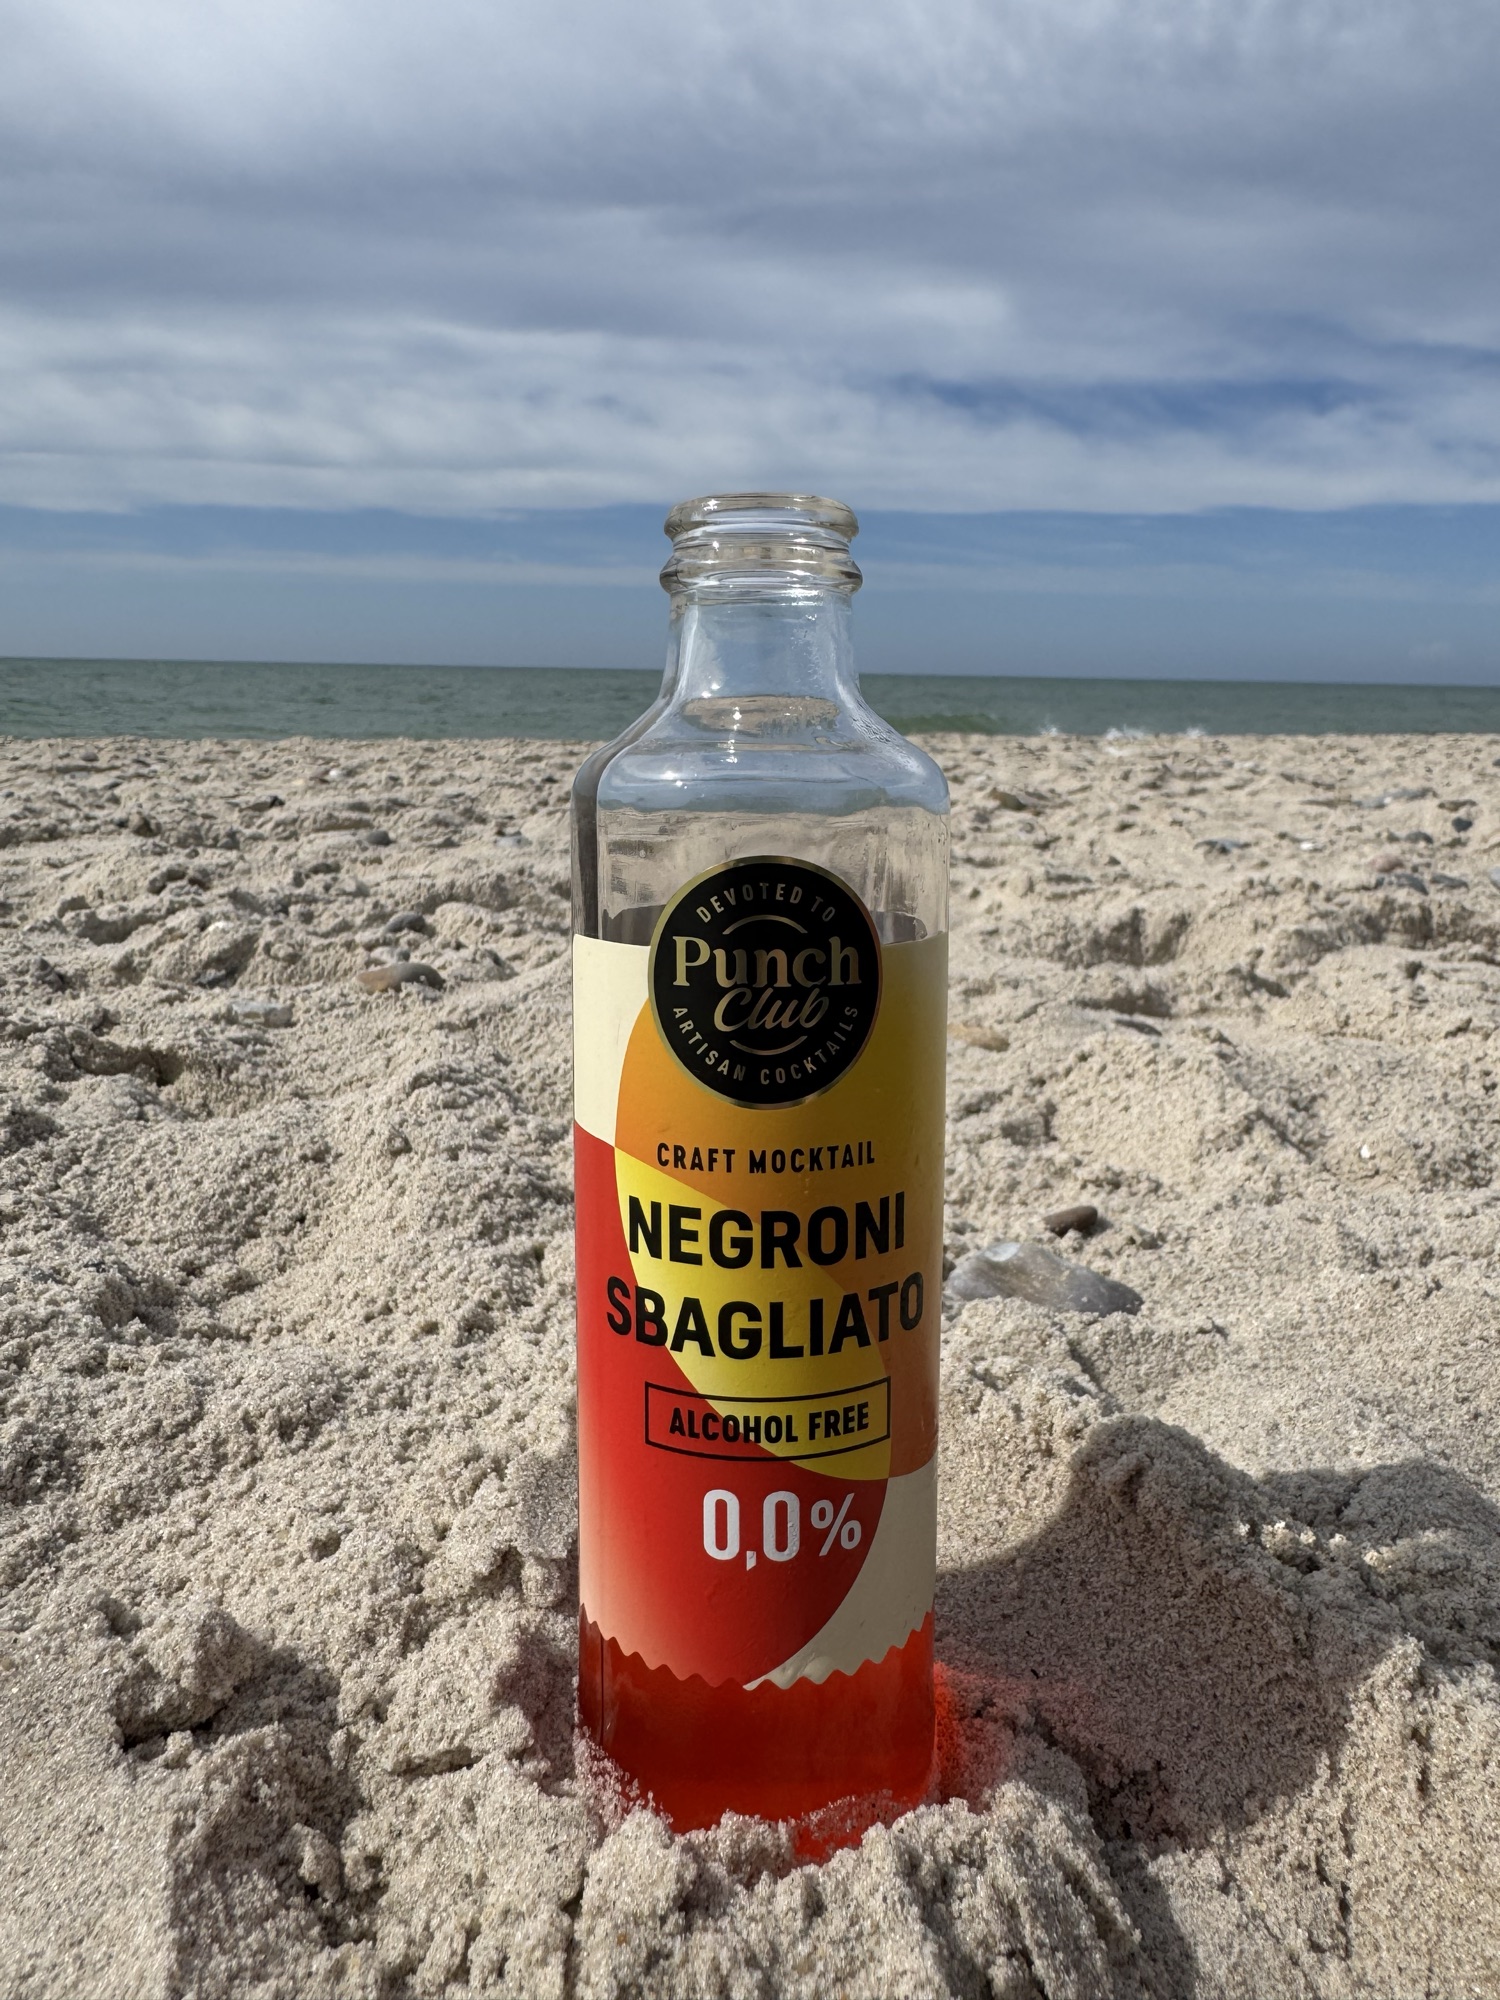 DEVOTED TO
Punch
Club
ARTISAN COCKTAILS
CRAFT MOCKTAIL
NEGRONI
SBAGLIATO
ALCOHOL FREE
0,0%